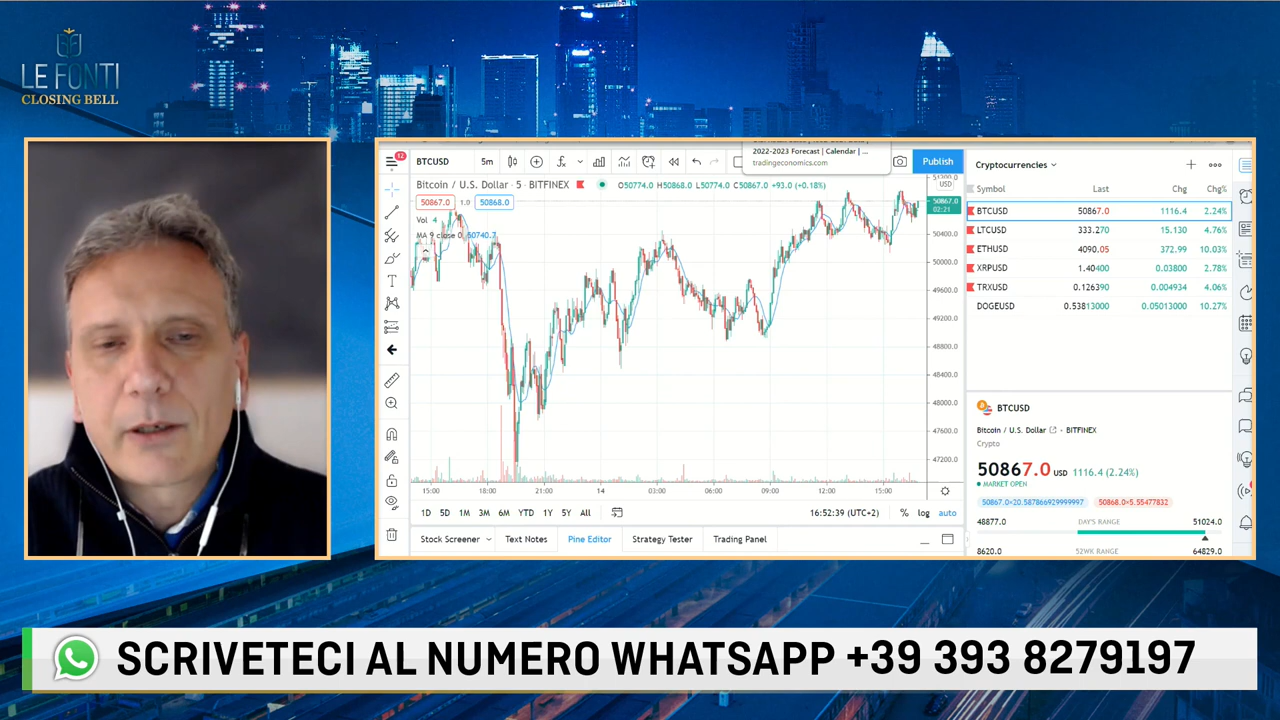 LE FONTI
CLOSING BELL
12
BTCUSD
5m
2022-2023 Forecast | Calendar | ...
tradingeconomics.com
Publish
Bitcoin / U.S. Dollar · 5 · BITFINEX
O50774.0 H50868.0 L50774.0 C50867.0 +93.0 (+0.18%)
50867.0 1.0 50868.0
Vol 4
MA 9 close 0 50740.7
USD
50867.0
02:21
50400.0
50000.0
49600.0
49200.0
48800.0
48400.0
48000.0
47600.0
47200.0
15:00 18:00 21:00 14 03:00 06:00 09:00 12:00 15:00
1D 5D 1M 3M 6M YTD 1Y 5Y All
16:52:39 (UTC+2) % log auto
Stock Screener Text Notes Pine Editor Strategy Tester Trading Panel
Cryptocurrencies
Symbol Last Chg Chg%
BTCUSD 50867.0 1116.4 2.24%
LTCUSD 333.270 15.130 4.76%
ETHUSD 4090.05 372.99 10.03%
XRPUSD 1.40400 0.03800 2.78%
TRXUSD 0.126390 0.004934 4.06%
DOGEUSD 0.53813000 0.05013000 10.27%
BTCUSD
Bitcoin / U.S. Dollar · BITFINEX
Crypto
50867.0 USD 1116.4 (2.24%)
MARKET OPEN
50867.0×20.587866929999997 50868.0×5.55477832
48877.0 DAY'S RANGE 51024.0
8620.0 52WK RANGE 64829.0
SCRIVETECI AL NUMERO WHATSAPP +39 393 8279197